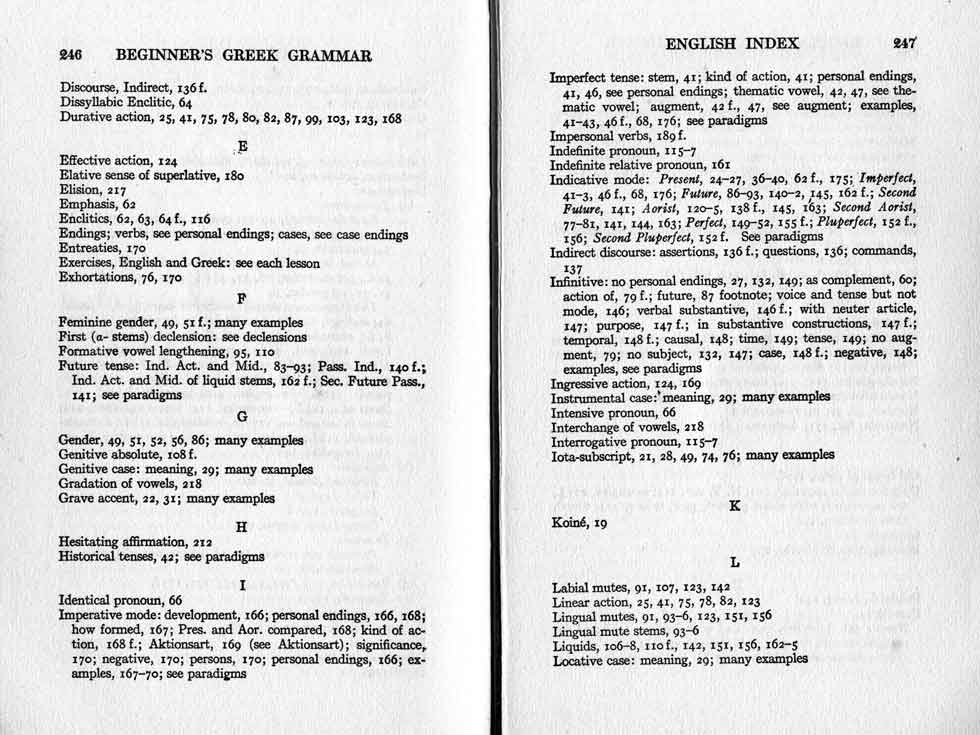 246 BEGINNER'S GREEK GRAMMAR
Discourse, Indirect, 136 f.
Dissyllabic Enclitic, 64
Durative action, 25, 41, 75, 78, 80, 82, 87, 99, 103, 123, 168
E
Effective action, 124
Elative sense of superlative, 180
Elision, 217
Emphasis, 62
Enclitics, 62, 63, 64 f., 116
Endings; verbs, see personal endings; cases, see case endings
Entreaties, 170
Exercises, English and Greek: see each lesson
Exhortations, 76, 170
F
Feminine gender, 49, 51 f.; many examples
First (α- stems) declension: see declensions
Formative vowel lengthening, 95, 110
Future tense: Ind. Act. and Mid., 83–93; Pass. Ind., 140 f.;
Ind. Act. and Mid. of liquid stems, 162 f.; Sec. Future Pass.,
141; see paradigms
G
Gender, 49, 51, 52, 56, 86; many examples
Genitive absolute, 108 f.
Genitive case: meaning, 29; many examples
Gradation of vowels, 218
Grave accent, 22, 31; many examples
H
Hesitating affirmation, 212
Historical tenses, 42; see paradigms
I
Identical pronoun, 66
Imperative mode: development, 166; personal endings, 166, 168;
how formed, 167; Pres. and Aor. compared, 168; kind of ac-
tion, 168 f.; Aktionsart, 169 (see Aktionsart); significance,
170; negative, 170; persons, 170; personal endings, 166; ex-
amples, 167–70; see paradigms
ENGLISH INDEX 247
Imperfect tense: stem, 41; kind of action, 41; personal endings,
41, 46, see personal endings; thematic vowel, 42, 47, see the-
matic vowel; augment, 42 f., 47, see augment; examples,
41–43, 46 f., 68, 176; see paradigms
Impersonal verbs, 189 f.
Indefinite pronoun, 115–7
Indefinite relative pronoun, 161
Indicative mode: Present, 24–27, 36–40, 62 f., 175; Imperfect,
41–3, 46 f., 68, 176; Future, 86–93, 140–2, 145, 162 f.; Second
Future, 141; Aorist, 120–5, 138 f., 145, 163; Second Aorist,
77–81, 141, 144, 163; Perfect, 149–52, 155 f.; Pluperfect, 152 f.,
156; Second Pluperfect, 152 f. See paradigms
Indirect discourse: assertions, 136 f.; questions, 136; commands,
137
Infinitive: no personal endings, 27, 132, 149; as complement, 60;
action of, 79 f.; future, 87 footnote; voice and tense but not
mode, 146; verbal substantive, 146 f.; with neuter article,
147; purpose, 147 f.; in substantive constructions, 147 f.;
temporal, 148 f.; causal, 148; time, 149; tense, 149; no aug-
ment, 79; no subject, 132, 147; case, 148 f.; negative, 148;
examples, see paradigms
Ingressive action, 124, 169
Instrumental case: meaning, 29; many examples
Intensive pronoun, 66
Interchange of vowels, 218
Interrogative pronoun, 115–7
Iota-subscript, 21, 28, 49, 74, 76; many examples
K
Koiné, 19
L
Labial mutes, 91, 107, 123, 142
Linear action, 25, 41, 75, 78, 82, 123
Lingual mutes, 91, 93–6, 123, 151, 156
Lingual mute stems, 93–6
Liquids, 106–8, 110 f., 142, 151, 156, 162–5
Locative case: meaning, 29; many examples